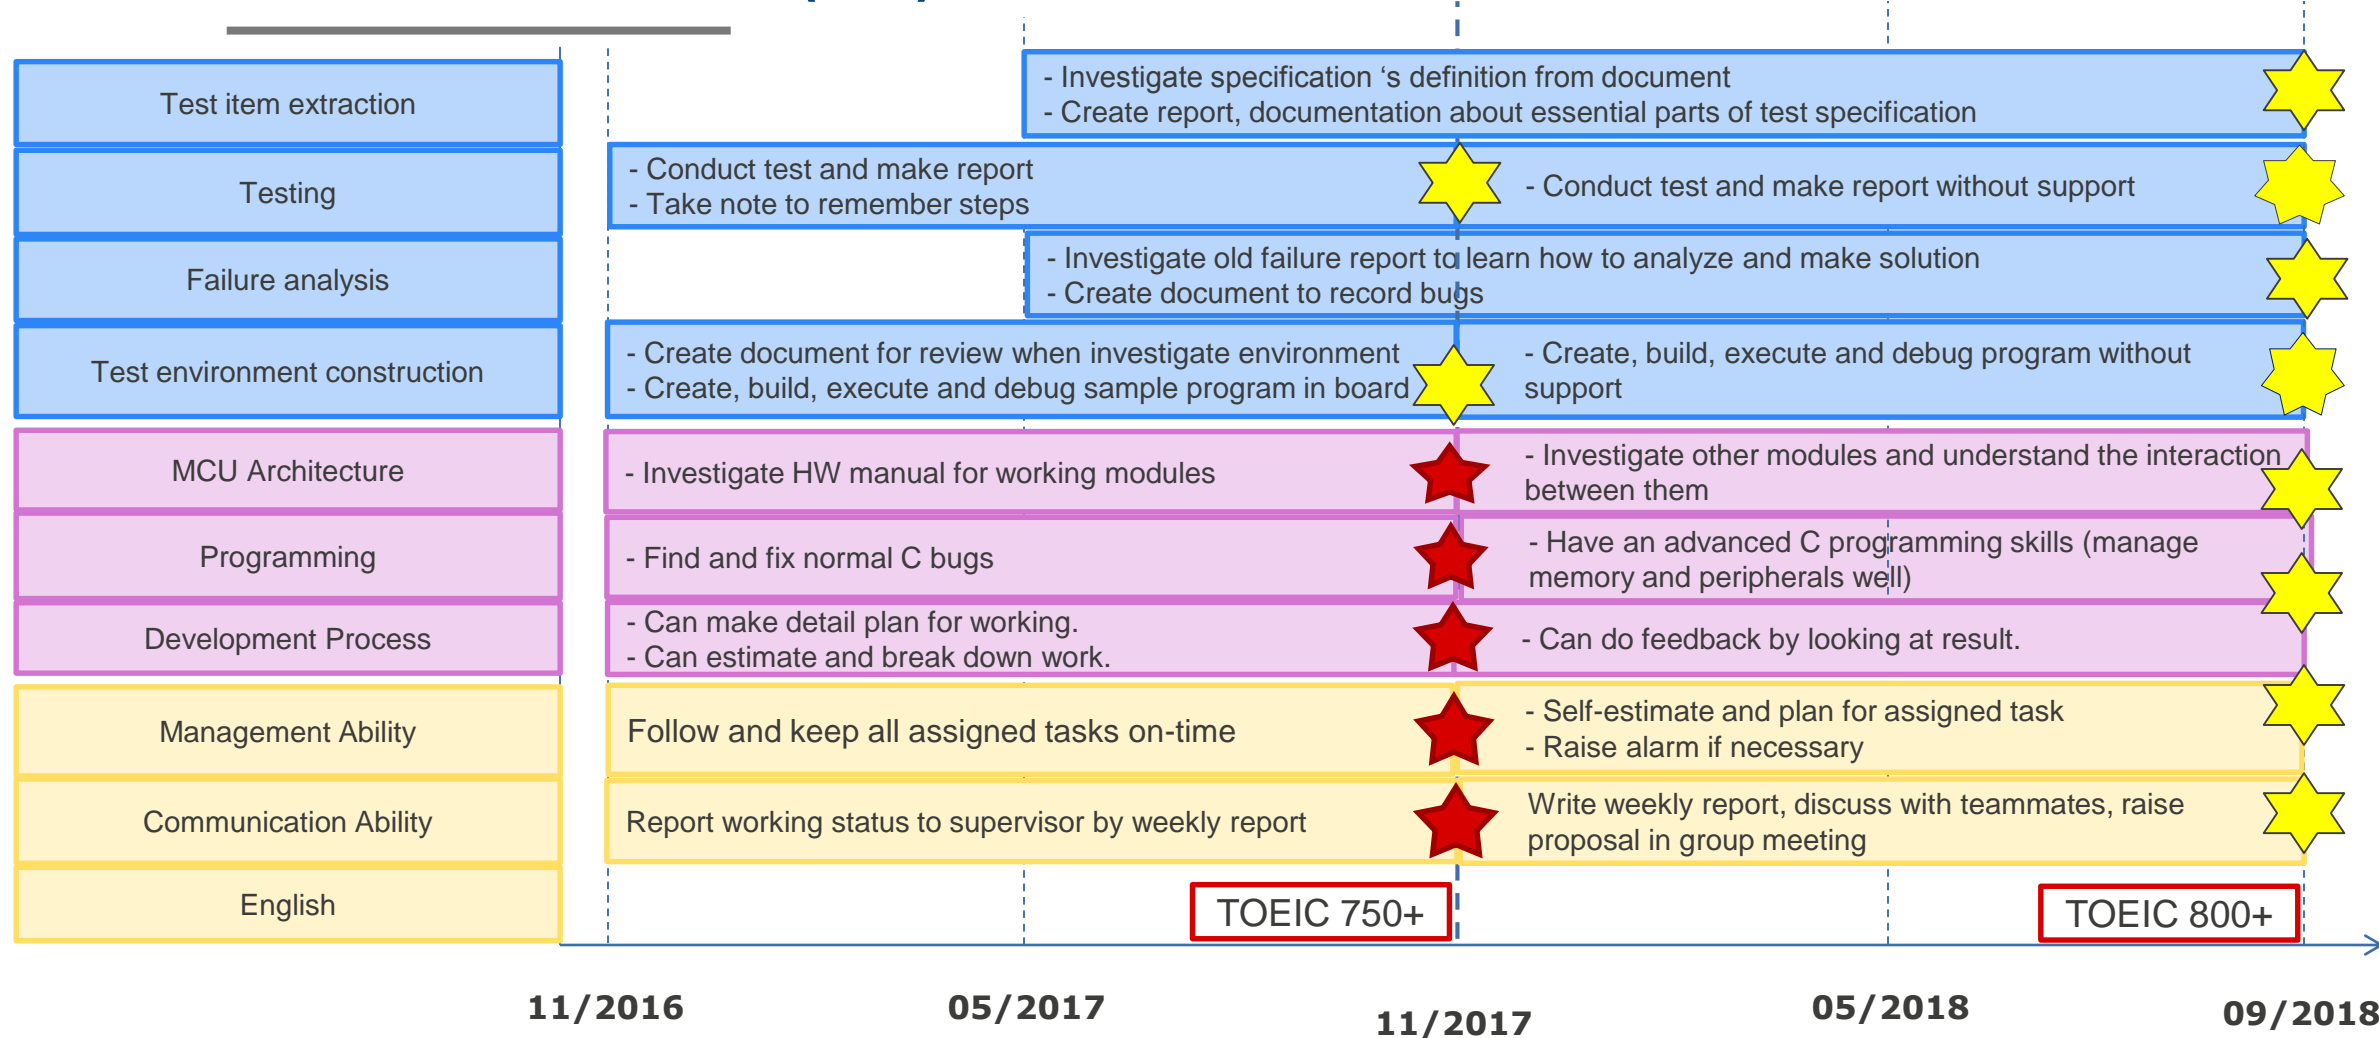 Test item extraction
- Investigate specification ‘s definition from document
- Create report, documentation about essential parts of test specification
Testing
- Conduct test and make report
- Take note to remember steps
- Conduct test and make report without support
Failure analysis
- Investigate old failure report to learn how to analyze and make solution
- Create document to record bugs
Test environment construction
- Create document for review when investigate environment
- Create, build, execute and debug sample program in board
- Create, build, execute and debug program without
support
MCU Architecture
- Investigate HW manual for working modules
- Investigate other modules and understand the interaction
between them
Programming
- Find and fix normal C bugs
- Have an advanced C programming skills (manage
memory and peripherals well)
Development Process
- Can make detail plan for working.
- Can estimate and break down work.
- Can do feedback by looking at result.
Management Ability
Follow and keep all assigned tasks on-time
- Self-estimate and plan for assigned task
- Raise alarm if necessary
Communication Ability
Report working status to supervisor by weekly report
Write weekly report, discuss with teammates, raise
proposal in group meeting
English
TOEIC 750+
TOEIC 800+
11/2016
05/2017
11/2017
05/2018
09/2018